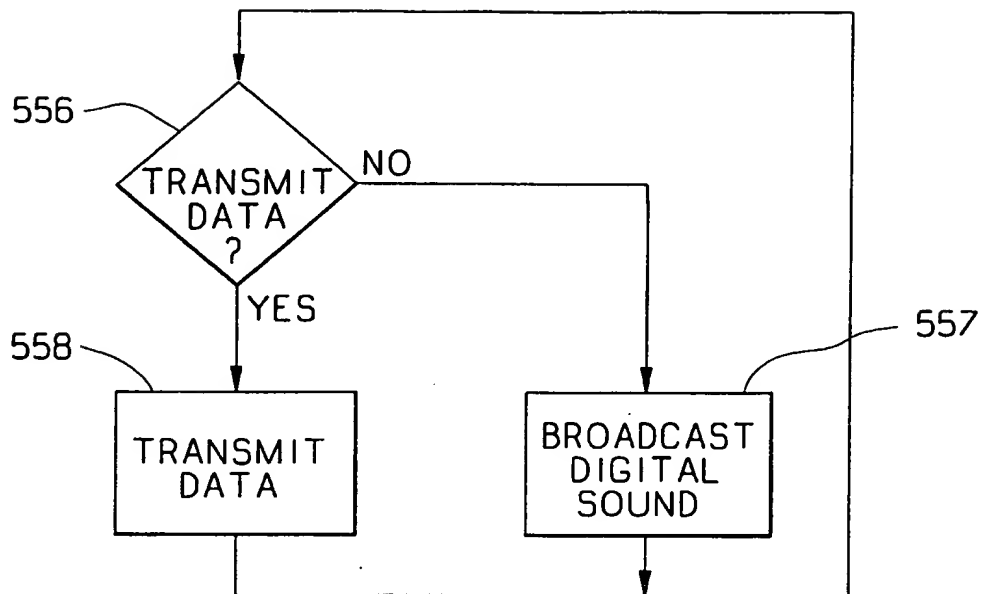 556
TRANSMIT
DATA
?
NO
YES
557
558
TRANSMIT
DATA
BROADCAST
DIGITAL
SOUND